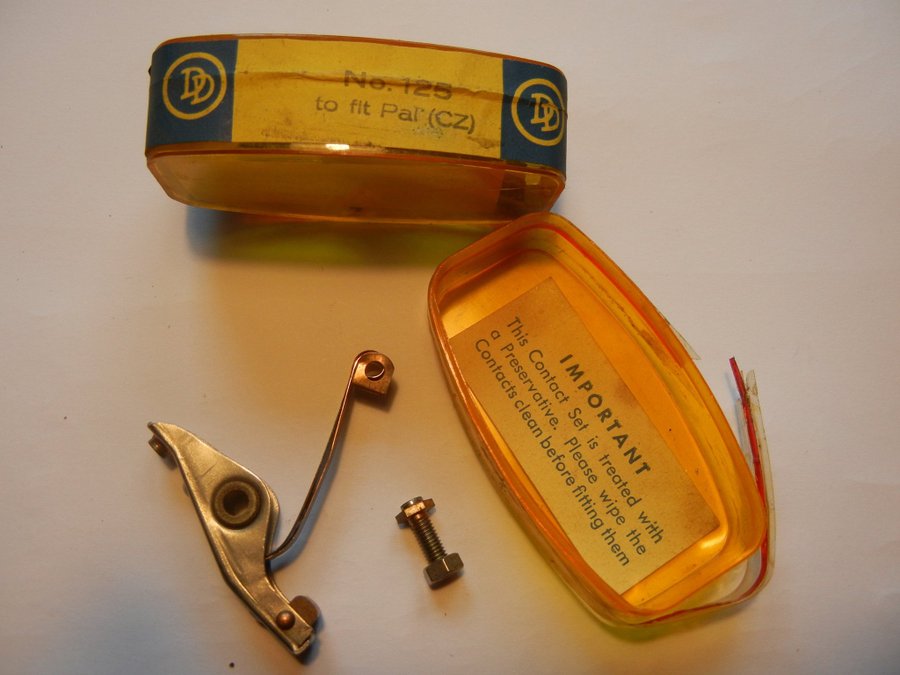 DD
No. 125
to fit Pal (CZ)
DD
IMPORTANT
This Contact Set is treated with
a Preservative. Please wipe the
Contacts clean before fitting them